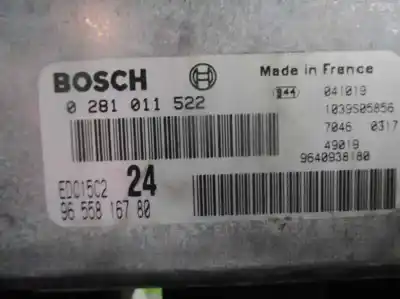 BOSCH
Made in France
0 281 011 522
944 041019
1039S05856
7046 0317
49019
9640938180
EDC15C2 24
96 558 167 80